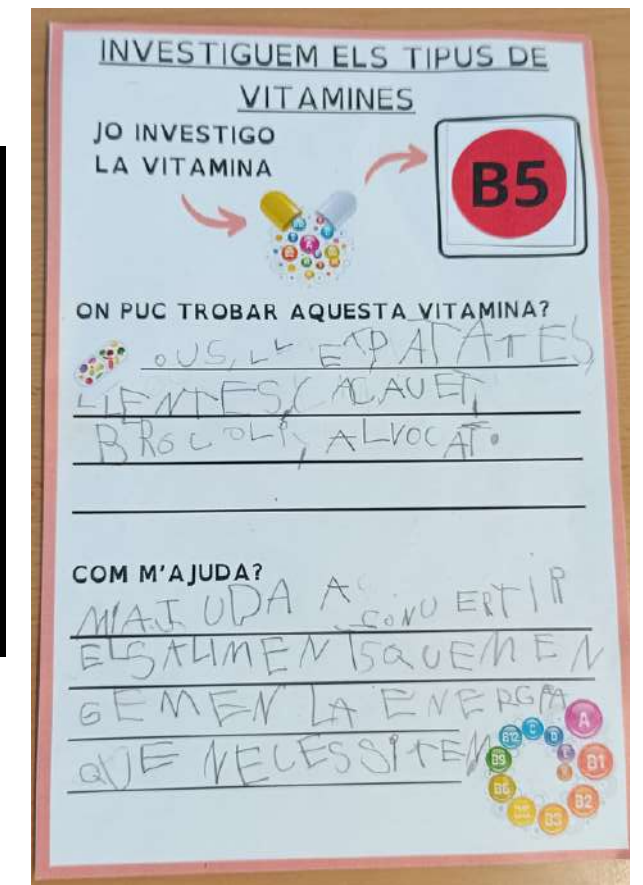 INVESTIGUEM ELS TIPUS DE
VITAMINES
JO INVESTIGO
LA VITAMINA
B5
ON PUC TROBAR AQUESTA VITAMINA?
OUS, LLET, PATATES,
LLENTES, CACAUET,
BROCOLI, ALVOCAT.
COM M'AJUDA?
M'AJUDA A CONVERTIR
ELS ALIMENTS QUE MEN
GEM EN LA ENERGIA
QUE NECESSITEM
A
B1
B2
B3
B6
B9
B12
C
D